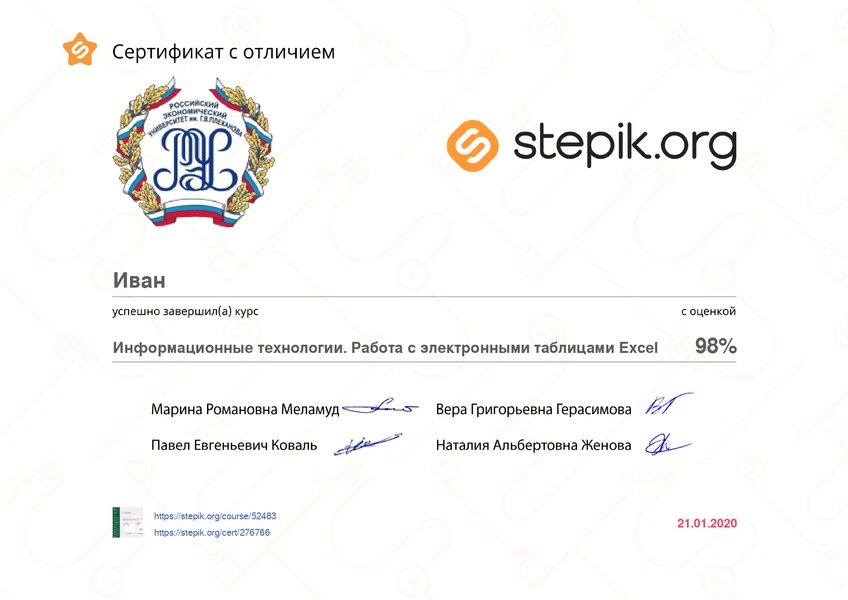 Сертификат с отличием
РОССИЙСКИЙ
ЭКОНОМИЧЕСКИЙ
УНИВЕРСИТЕТ им. Г.В.ПЛЕХАНОВА
stepik.org
Иван
успешно завершил(а) курс
с оценкой
Информационные технологии. Работа с электронными таблицами Excel
98%
Марина Романовна Меламуд
Вера Григорьевна Герасимова
Павел Евгеньевич Коваль
Наталия Альбертовна Женова
https://stepik.org/course/52483
https://stepik.org/cert/276766
21.01.2020